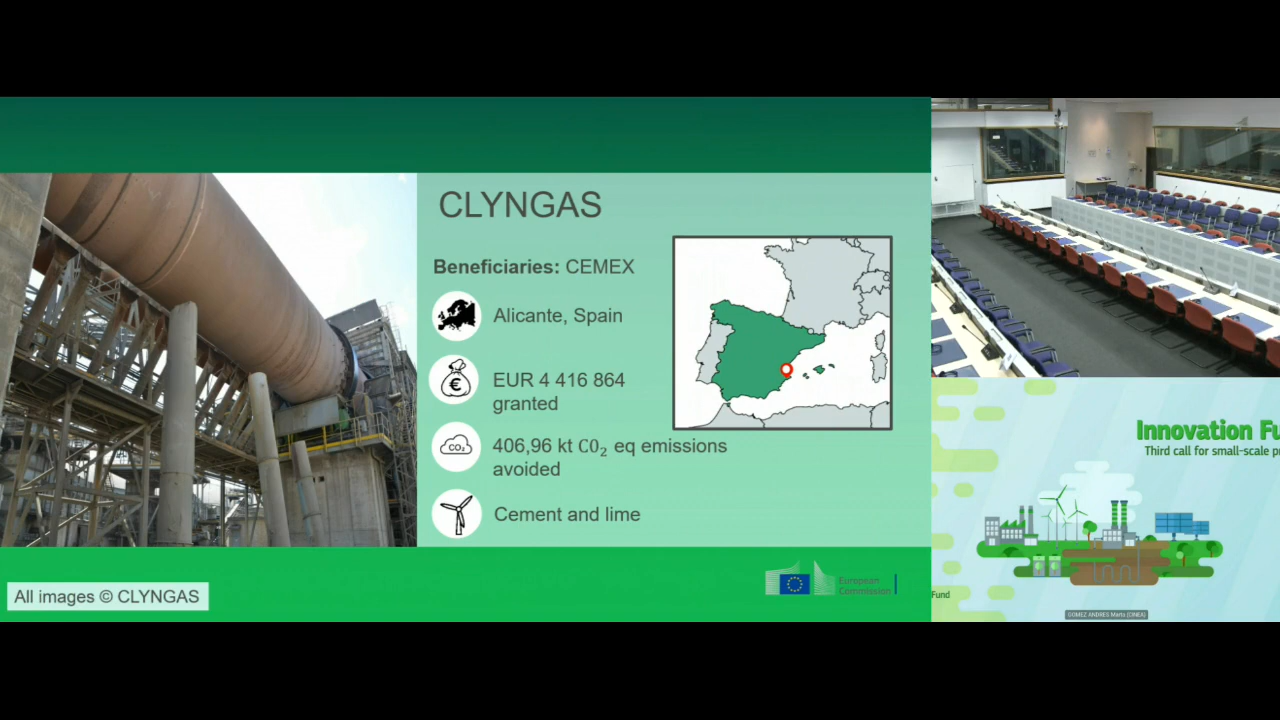 CLYNGAS
Beneficiaries: CEMEX
Alicante, Spain
€
EUR 4 416 864
granted
CO₂
406,96 kt CO₂ eq emissions
avoided
Cement and lime
All images © CLYNGAS
European
Commission
Innovation Fu
Third call for small-scale p
Fund
GOMEZ ANDRES Marta (CINEA)